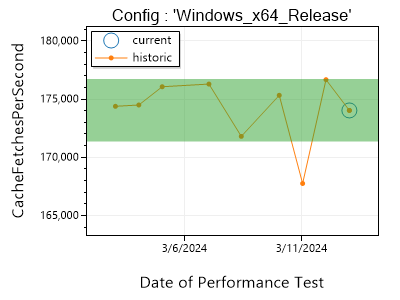 Config : 'Windows_x64_Release'
180,000
175,000
170,000
165,000
current
historic
CacheFetchesPerSecond
3/6/2024
3/11/2024
Date of Performance Test